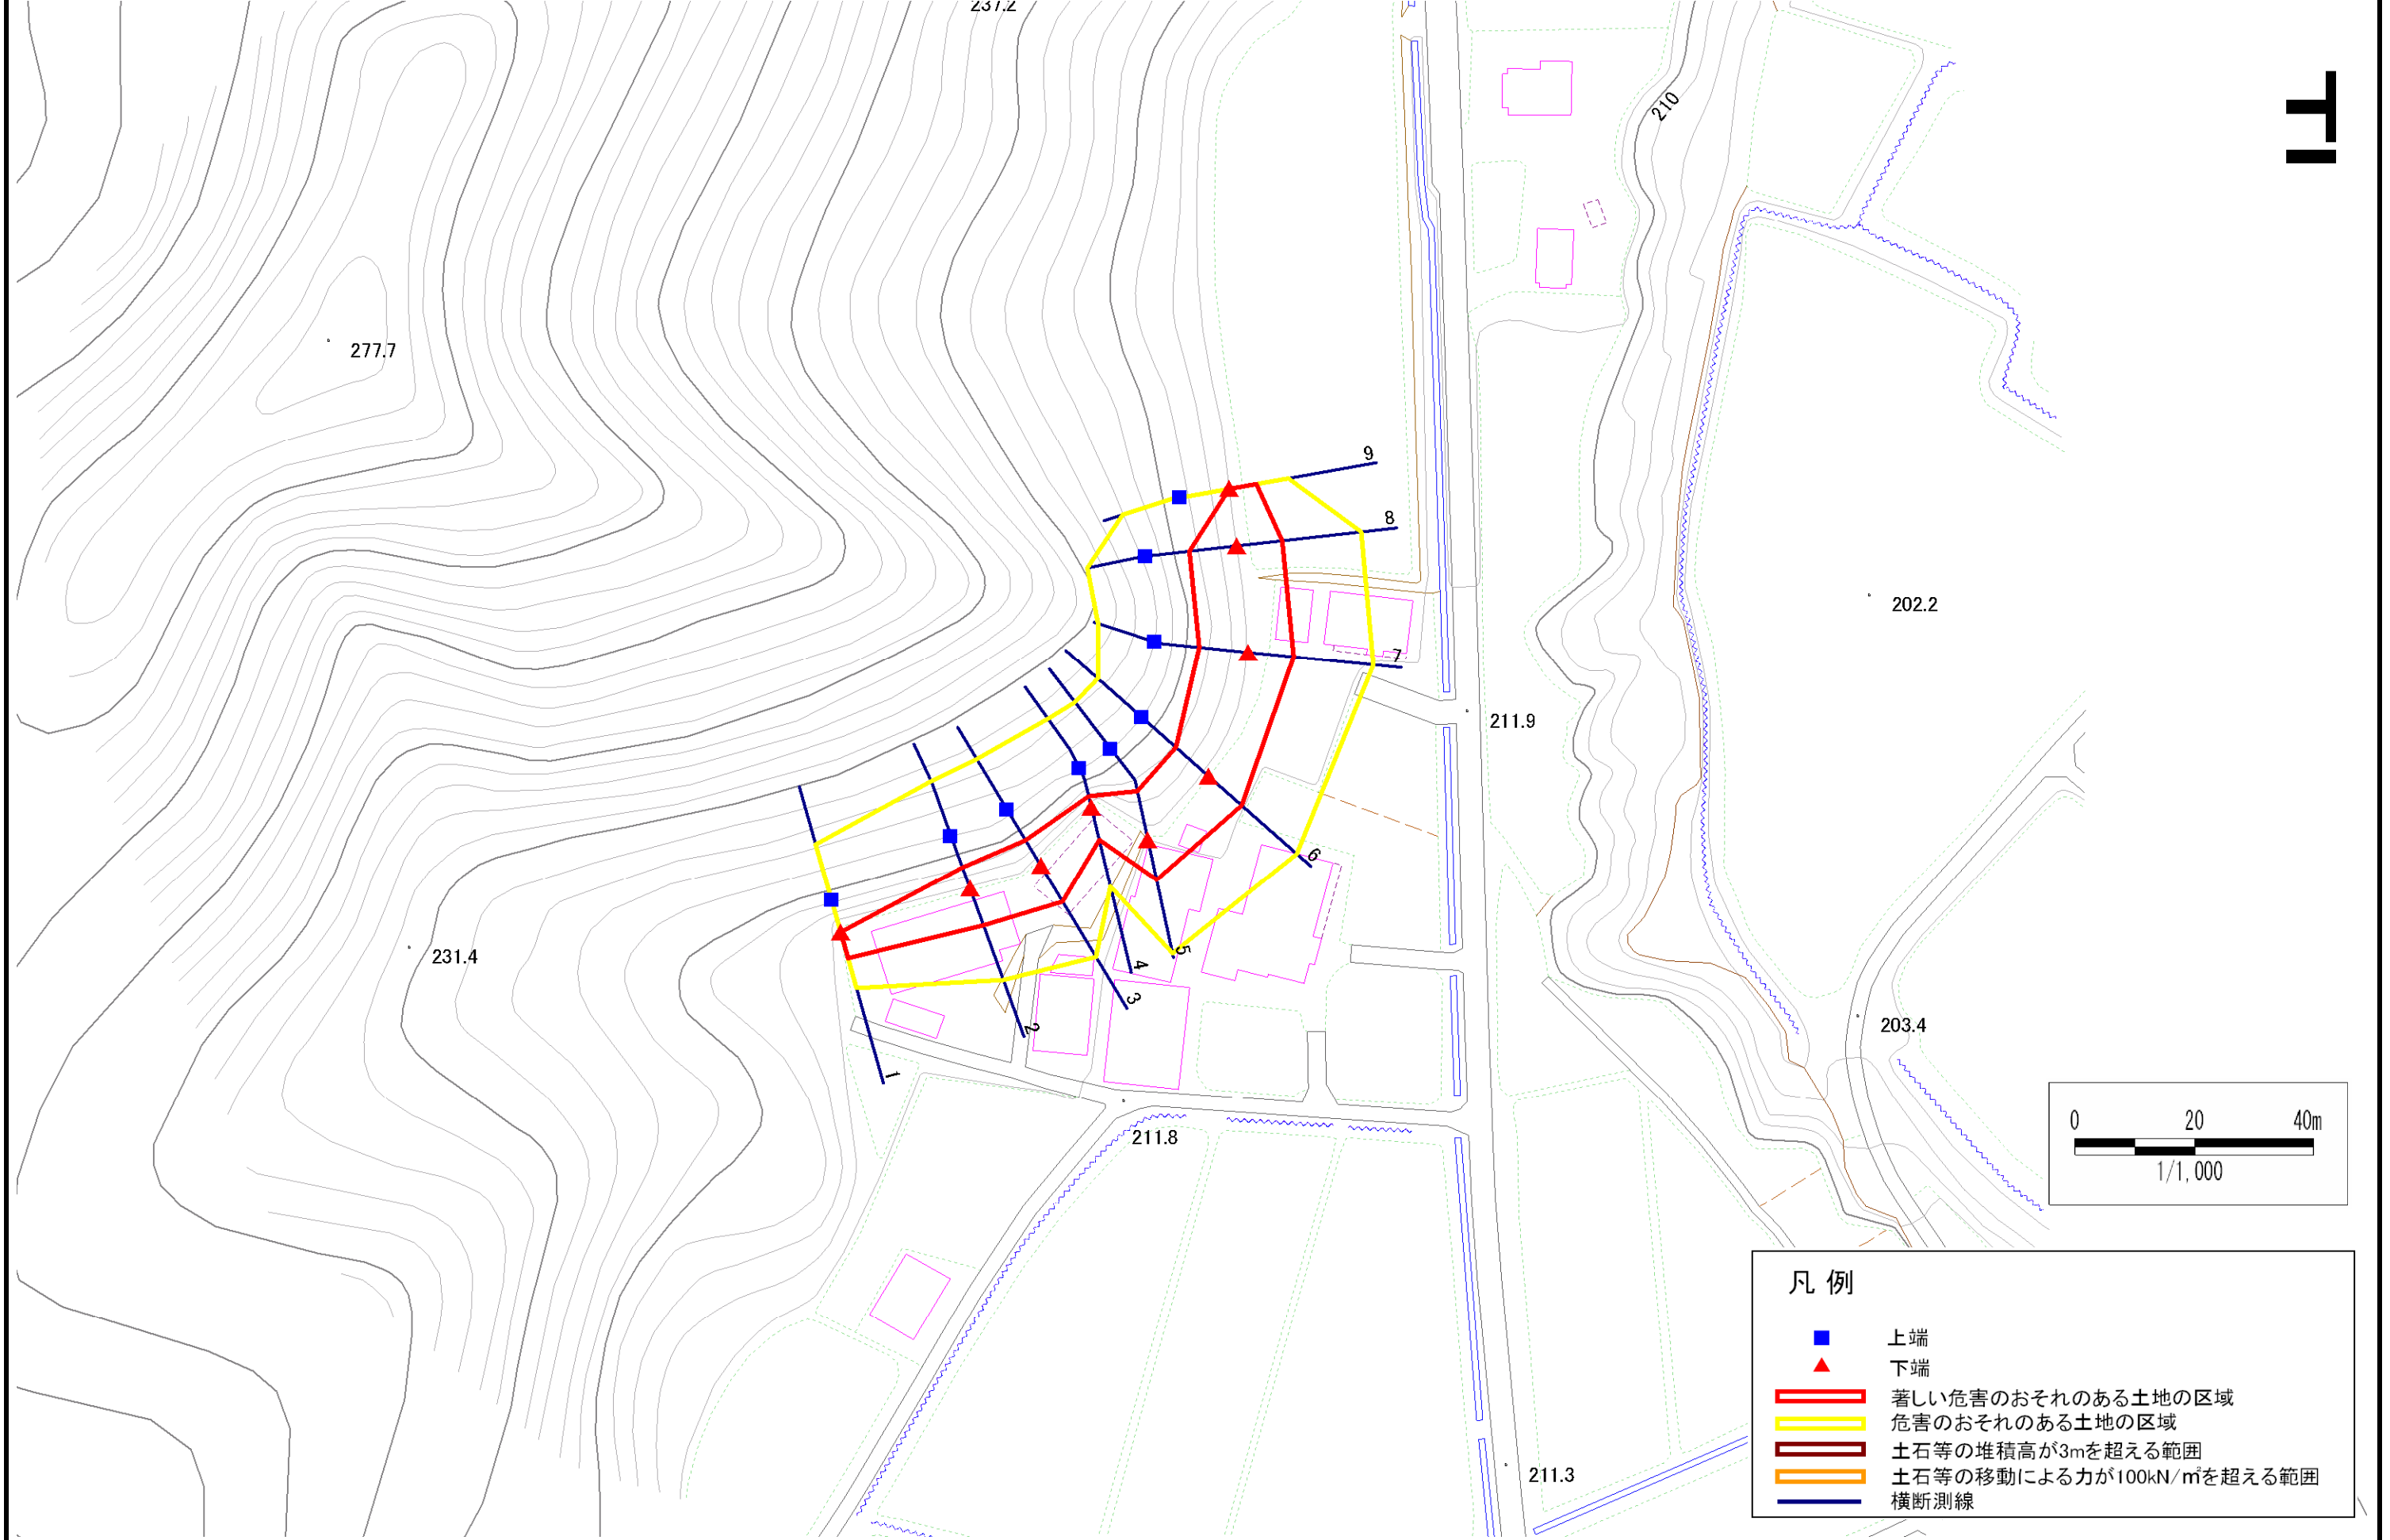 237.2
210
277.7
9
8
202.2
7
211.9
6
231.4
5
4
3
2
1
203.4
211.8
0 20 40m
1/1,000
211.3
凡 例
上端
下端
著しい危害のおそれのある土地の区域
危害のおそれのある土地の区域
土石等の堆積高が3mを超える範囲
土石等の移動による力が100kN/㎡を超える範囲
横断測線